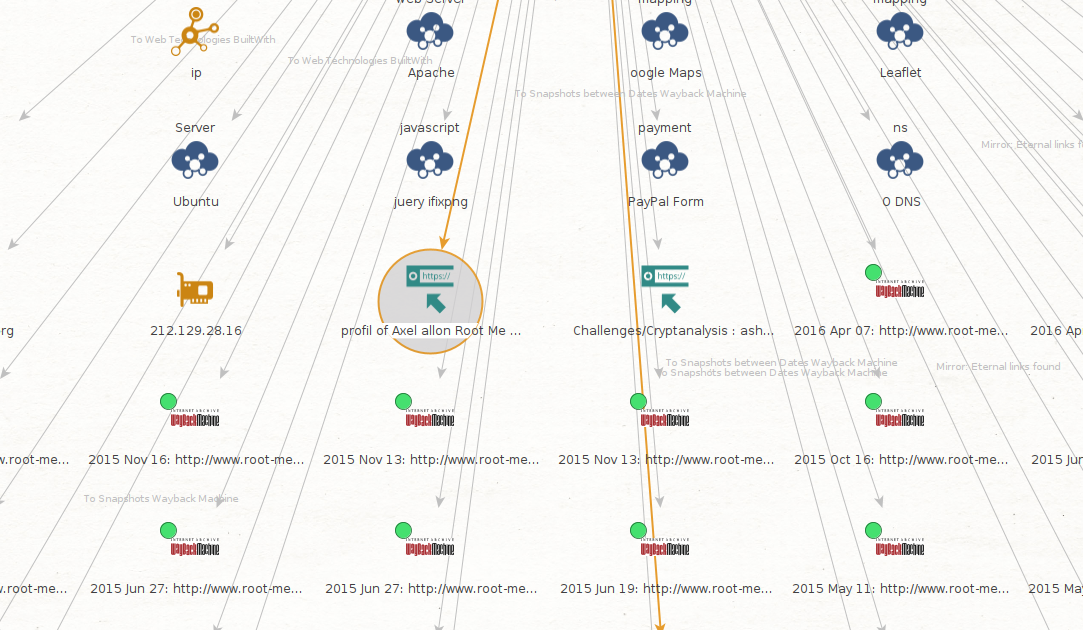 web Server
mapping
mapping
To Web Technologies BuiltWith
To Web Technologies BuiltWith
ip
Apache
oogle Maps
Leaflet
To Snapshots between Dates Wayback Machine
Server
javascript
payment
ns
Mirror: Eternal links f
Ubuntu
juery ifixpng
PayPal Form
O DNS
https://
https://
INTERNET ARCHIVE
WayBackMachine
rg
212.129.28.16
profil of Axel allon Root Me ...
Challenges/Cryptanalysis : ash...
2016 Apr 07: http://www.root-me...
2016 Ap
To Snapshots between Dates Wayback Machine
o Snapshots between Dates Wayback Machine
Mirror: Eternal links found
INTERNET ARCHIVE
WayBackMachine
INTERNET ARCHIVE
WayBackMachine
INTERNET ARCHIVE
WayBackMachine
INTERNET ARCHIVE
WayBackMachine
w.root-me...
2015 Nov 16: http://www.root-me...
2015 Nov 13: http://www.root-me...
2015 Nov 13: http://www.root-me...
2015 Oct 16: http://www.root-me...
2015 Jun
To Snapshots Wayback Machine
INTERNET ARCHIVE
WayBackMachine
INTERNET ARCHIVE
WayBackMachine
INTERNET ARCHIVE
WayBackMachine
INTERNET ARCHIVE
WayBackMachine
w.root-me...
2015 Jun 27: http://www.root-me...
2015 Jun 27: http://www.root-me...
2015 Jun 19: http://www.root-me...
2015 May 11: http://www.root-me...
2015 May